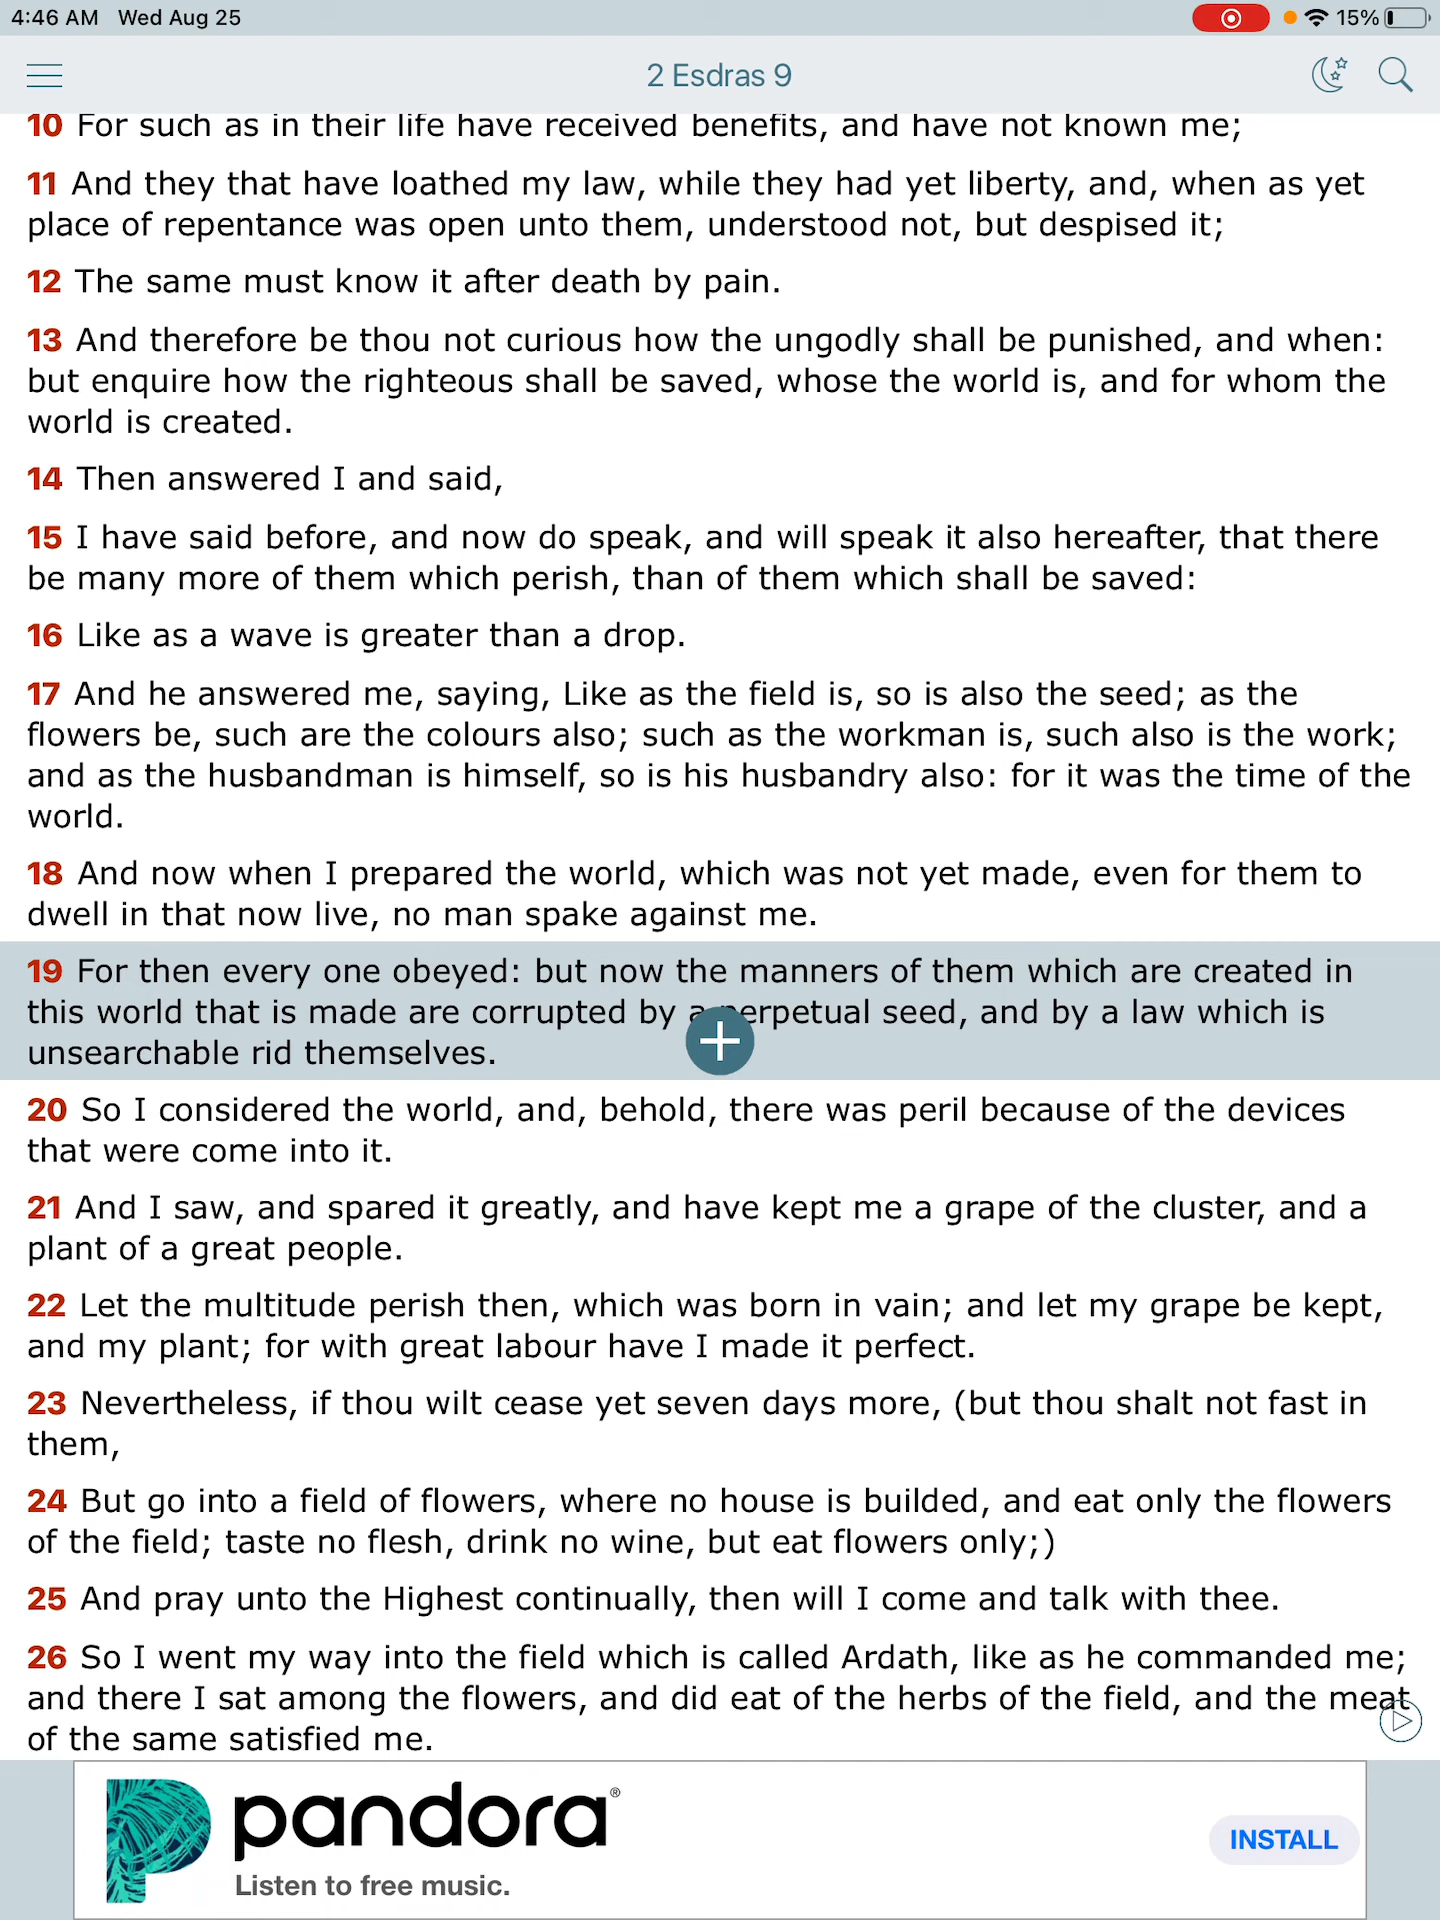 4:46 AM Wed Aug 25 15%
2 Esdras 9
10 For such as in their life have received benefits, and have not known me;
11 And they that have loathed my law, while they had yet liberty, and, when as yet
place of repentance was open unto them, understood not, but despised it;
12 The same must know it after death by pain.
13 And therefore be thou not curious how the ungodly shall be punished, and when:
but enquire how the righteous shall be saved, whose the world is, and for whom the
world is created.
14 Then answered I and said,
15 I have said before, and now do speak, and will speak it also hereafter, that there
be many more of them which perish, than of them which shall be saved:
16 Like as a wave is greater than a drop.
17 And he answered me, saying, Like as the field is, so is also the seed; as the
flowers be, such are the colours also; such as the workman is, such also is the work;
and as the husbandman is himself, so is his husbandry also: for it was the time of the
world.
18 And now when I prepared the world, which was not yet made, even for them to
dwell in that now live, no man spake against me.
19 For then every one obeyed: but now the manners of them which are created in
this world that is made are corrupted by a perpetual seed, and by a law which is
unsearchable rid themselves.
20 So I considered the world, and, behold, there was peril because of the devices
that were come into it.
21 And I saw, and spared it greatly, and have kept me a grape of the cluster, and a
plant of a great people.
22 Let the multitude perish then, which was born in vain; and let my grape be kept,
and my plant; for with great labour have I made it perfect.
23 Nevertheless, if thou wilt cease yet seven days more, (but thou shalt not fast in
them,
24 But go into a field of flowers, where no house is builded, and eat only the flowers
of the field; taste no flesh, drink no wine, but eat flowers only;)
25 And pray unto the Highest continually, then will I come and talk with thee.
26 So I went my way into the field which is called Ardath, like as he commanded me;
and there I sat among the flowers, and did eat of the herbs of the field, and the meat
of the same satisfied me.
pandora®
Listen to free music.
INSTALL